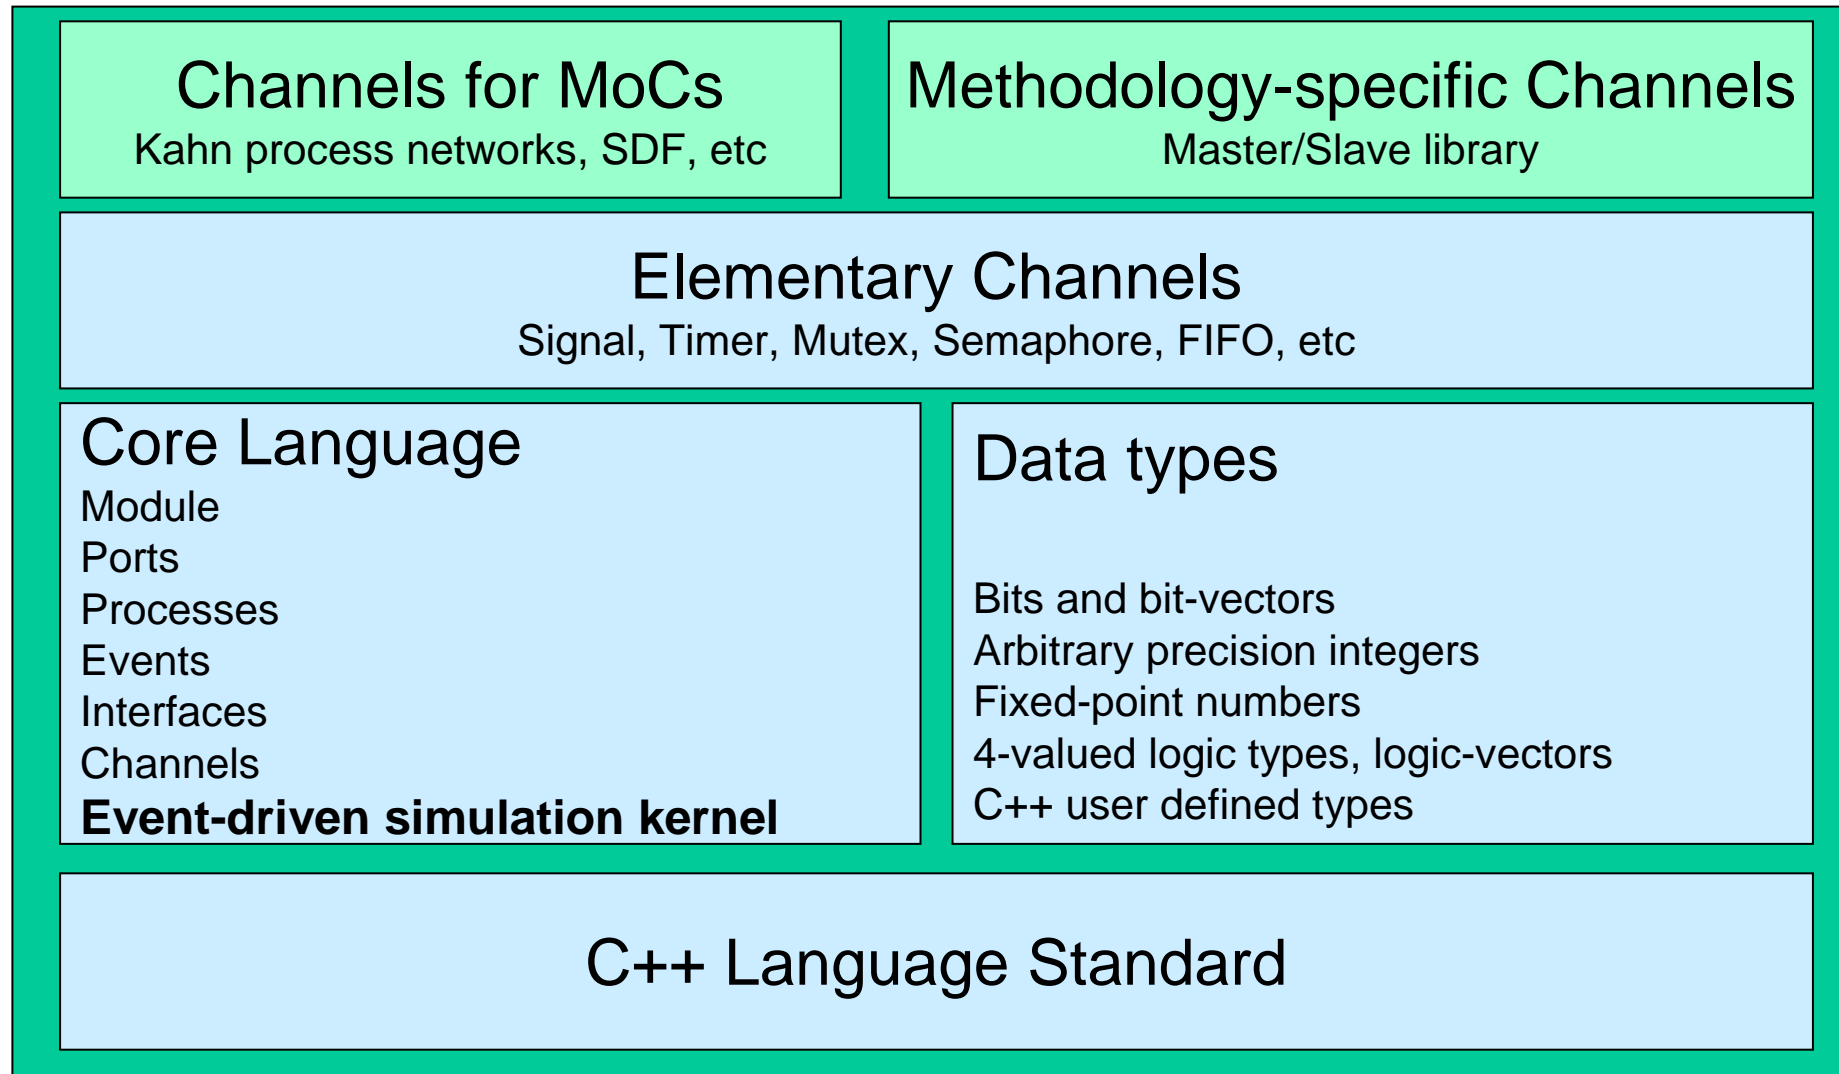 Channels for MoCs
Kahn process networks, SDF, etc
Methodology-specific Channels
Master/Slave library
Elementary Channels
Signal, Timer, Mutex, Semaphore, FIFO, etc
Core Language
Module
Ports
Processes
Events
Interfaces
Channels
Event-driven simulation kernel
Data types
Bits and bit-vectors
Arbitrary precision integers
Fixed-point numbers
4-valued logic types, logic-vectors
C++ user defined types
C++ Language Standard